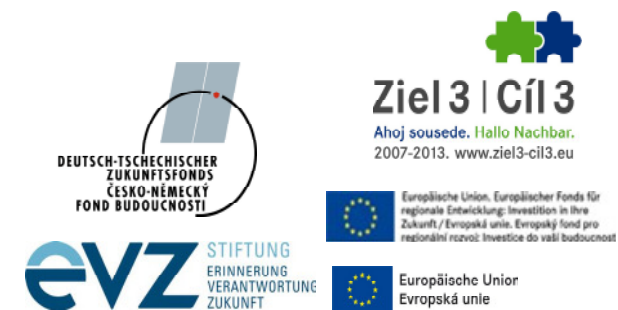 DEUTSCH-TSCHECHISCHER
ZUKUNFTSFONDS
ČESKO-NĚMECKÝ
FOND BUDOUCNOSTI
Ziel 3 | Cíl 3
Ahoj sousede. Hallo Nachbar.
2007-2013. www.ziel3-cil3.eu
Europäische Union. Europäischer Fonds für
regionale Entwicklung: Investition in Ihre
Zukunft / Evropská unie. Evropský fond pro
regionální rozvoj: Investice do vaší budoucnost
evz
STIFTUNG
ERINNERUNG
VERANTWORTUNG
ZUKUNFT
Europäische Union
Evropská unie